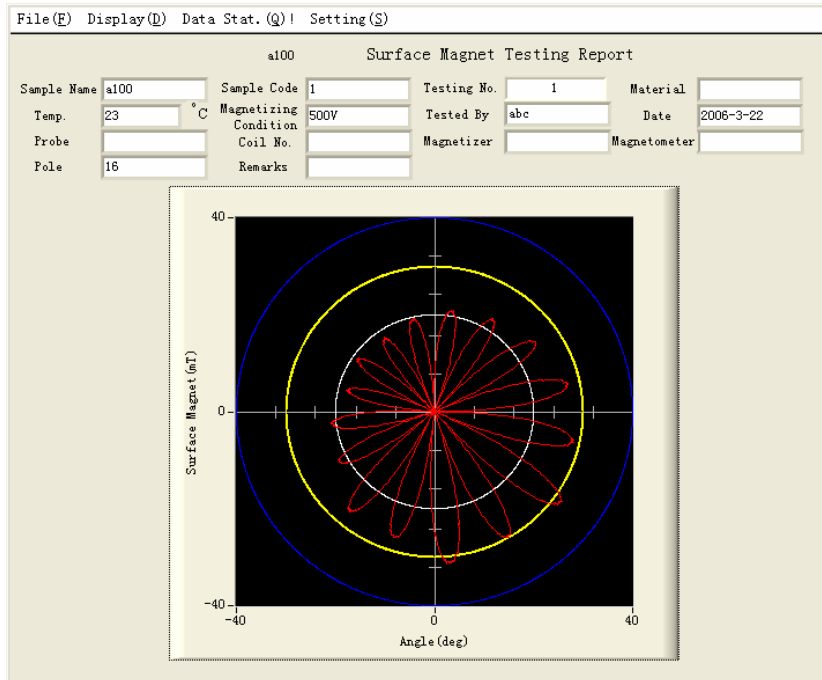 File(F) Display(D) Data Stat.(Q)! Setting(S)
a100 Surface Magnet Testing Report
Sample Name a100 Sample Code 1 Testing No. 1 Material
Temp. 23 °C Magnetizing Condition 500V Tested By abc Date 2006-3-22
Probe Coil No. Magnetizer Magnetometer
Pole 16 Remarks
40
Surface Magnet(mT)
0
-40
-40 0 40
Angle(deg)